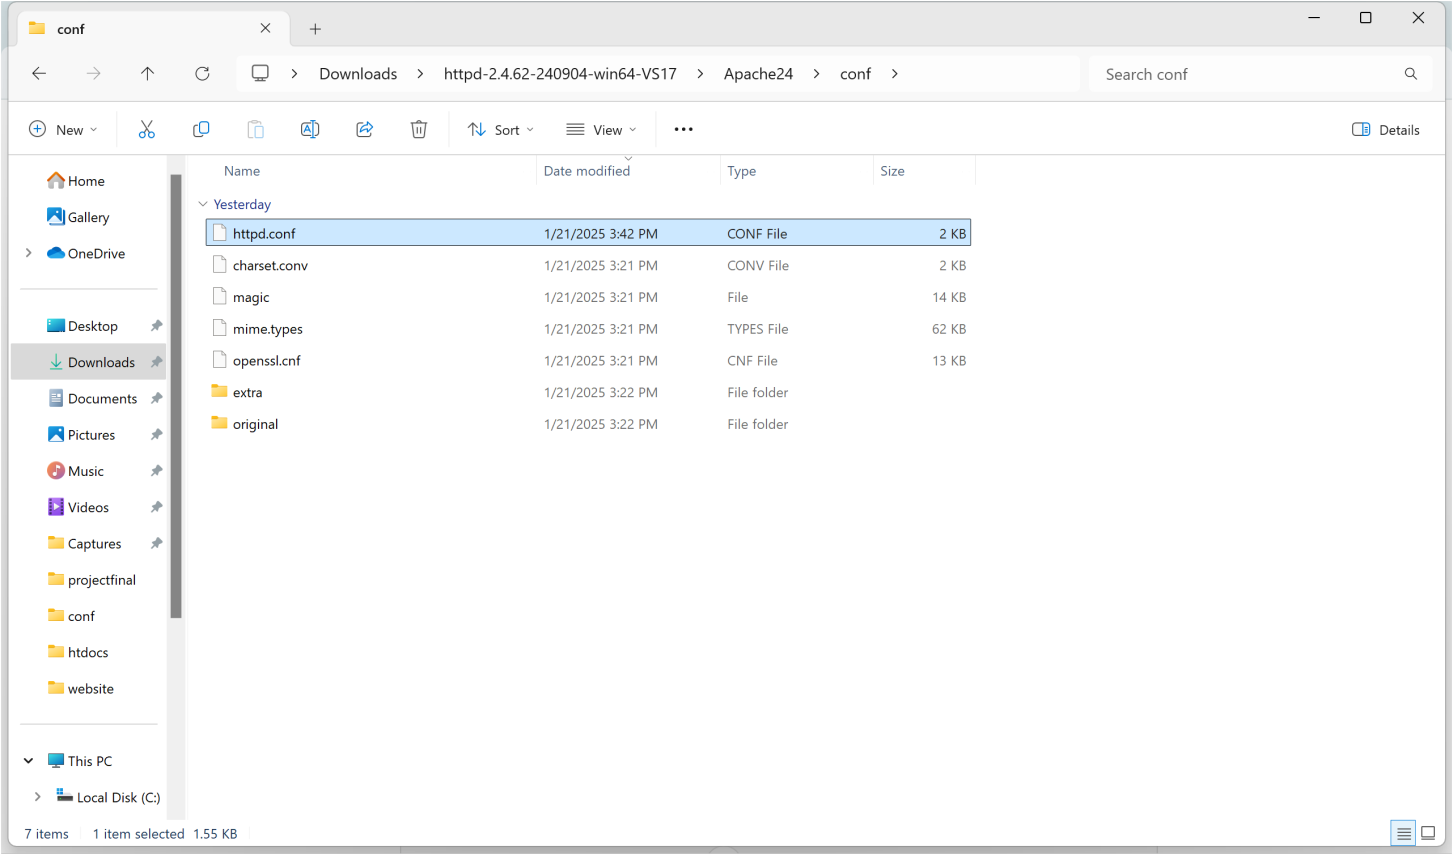 conf
Downloads httpd-2.4.62-240904-win64-VS17 Apache24 conf
Search conf
New Sort View Details
Home
Gallery
OneDrive
Desktop
Downloads
Documents
Pictures
Music
Videos
Captures
projectfinal
conf
htdocs
website
This PC
Local Disk (C:)
Name Date modified Type Size
Yesterday
httpd.conf 1/21/2025 3:42 PM CONF File 2 KB
charset.conv 1/21/2025 3:21 PM CONV File 2 KB
magic 1/21/2025 3:21 PM File 14 KB
mime.types 1/21/2025 3:21 PM TYPES File 62 KB
openssl.cnf 1/21/2025 3:21 PM CNF File 13 KB
extra 1/21/2025 3:22 PM File folder
original 1/21/2025 3:22 PM File folder
7 items 1 item selected 1.55 KB